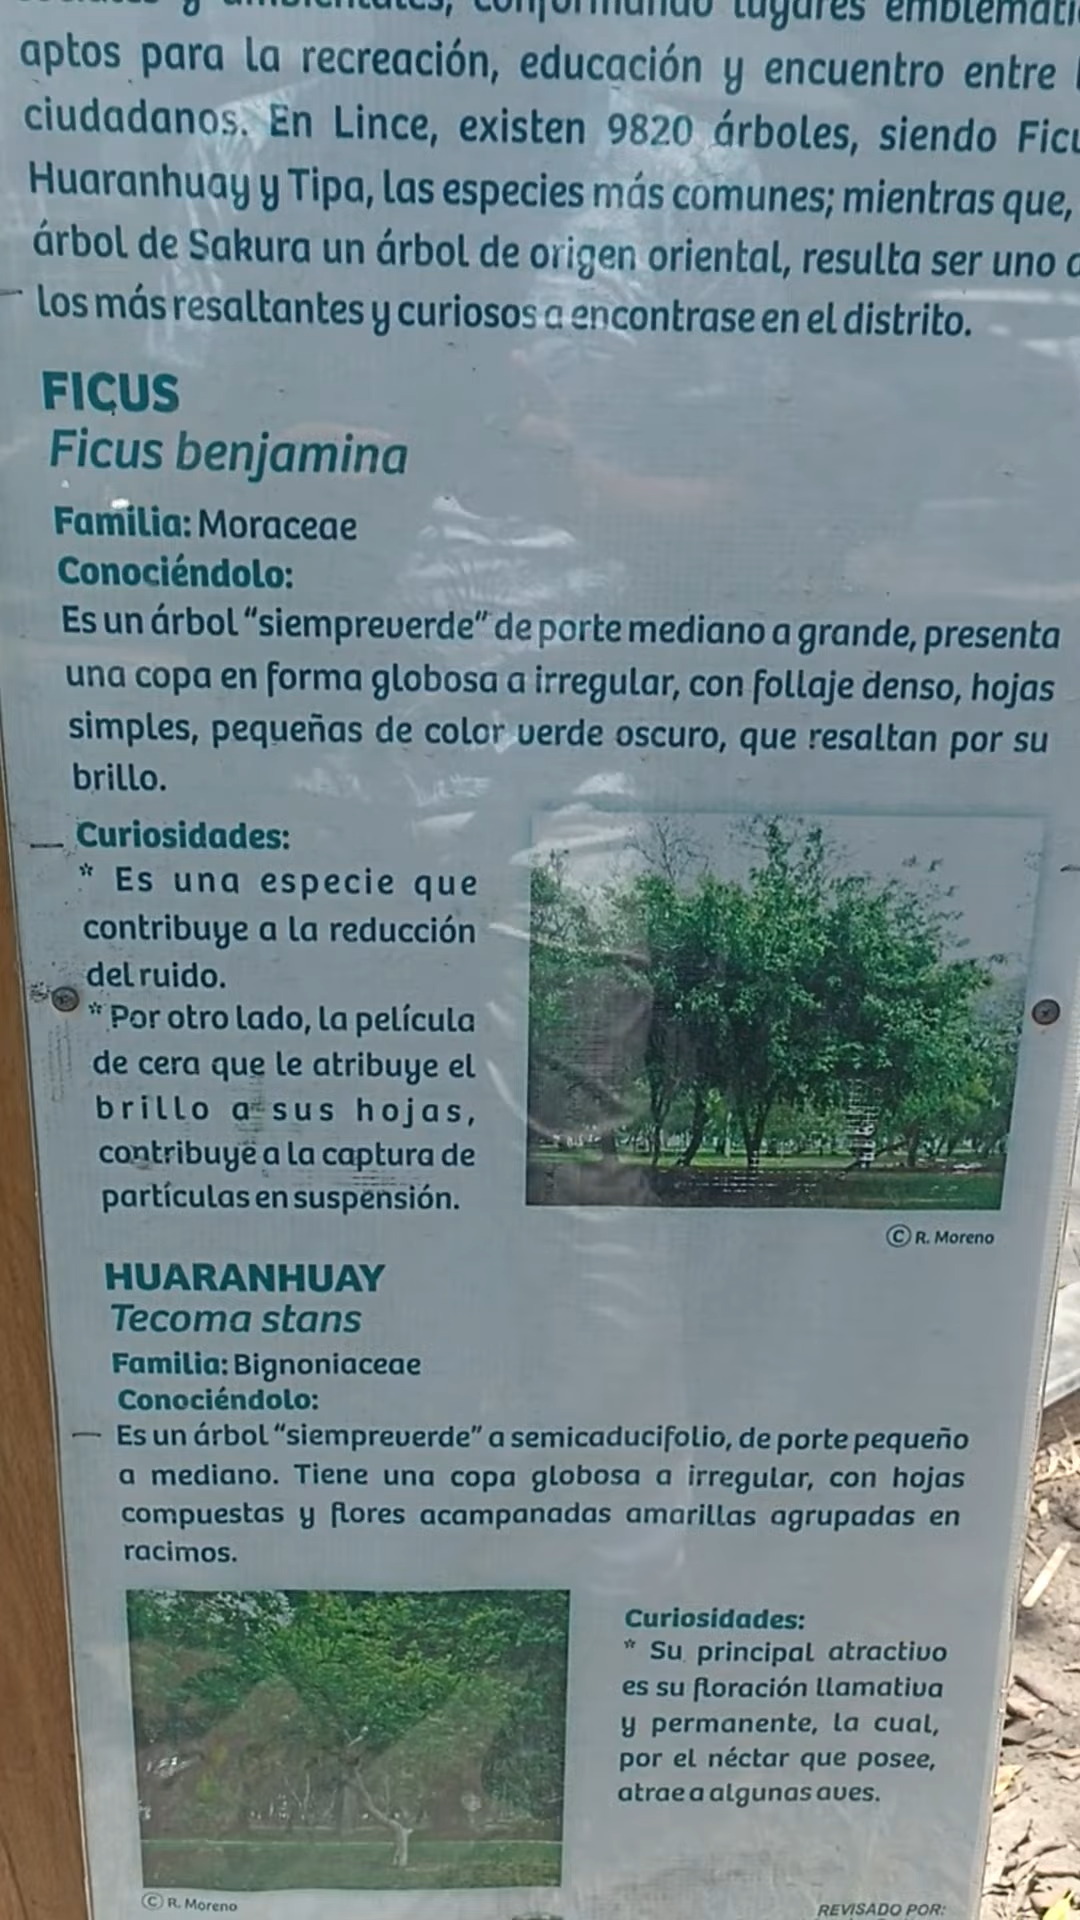 y ambientales, conformando lugares
aptos para la recreación, educación y encuentro entre
ciudadanos. En Lince, existen 9820 árboles, siendo
Huaranhuay y Tipa, las especies más comunes; mientras que,
árbol de Sakura un árbol de origen oriental, resulta ser uno
los más resaltantes y curiosos a encontrase en el distrito.
FICUS
Ficus benjamina
Familia: Moraceae
Conociéndolo:
Es un árbol “siempreverde” de porte mediano a grande, presenta
una copa en forma globosa a irregular, con follaje denso, hojas
simples, pequeñas de color verde oscuro, que resaltan por su
brillo.
Curiosidades:
* Es una especie que
contribuye a la reducción
del ruido.
* Por otro lado, la película
de cera que le atribuye el
brillo a sus hojas,
contribuye a la captura de
partículas en suspensión.
© R. Moreno
HUARANHUAY
Tecoma stans
Familia: Bignoniaceae
Conociéndolo:
Es un árbol “siempreverde” a semicaducifolio, de porte pequeño
a mediano. Tiene una copa globosa a irregular, con hojas
compuestas y flores acampanadas amarillas agrupadas en
racimos.
Curiosidades:
* Su principal atractivo
es su floración llamativa
y permanente, la cual,
por el néctar que posee,
atrae a algunas aves.
© R. Moreno
REVISADO POR: